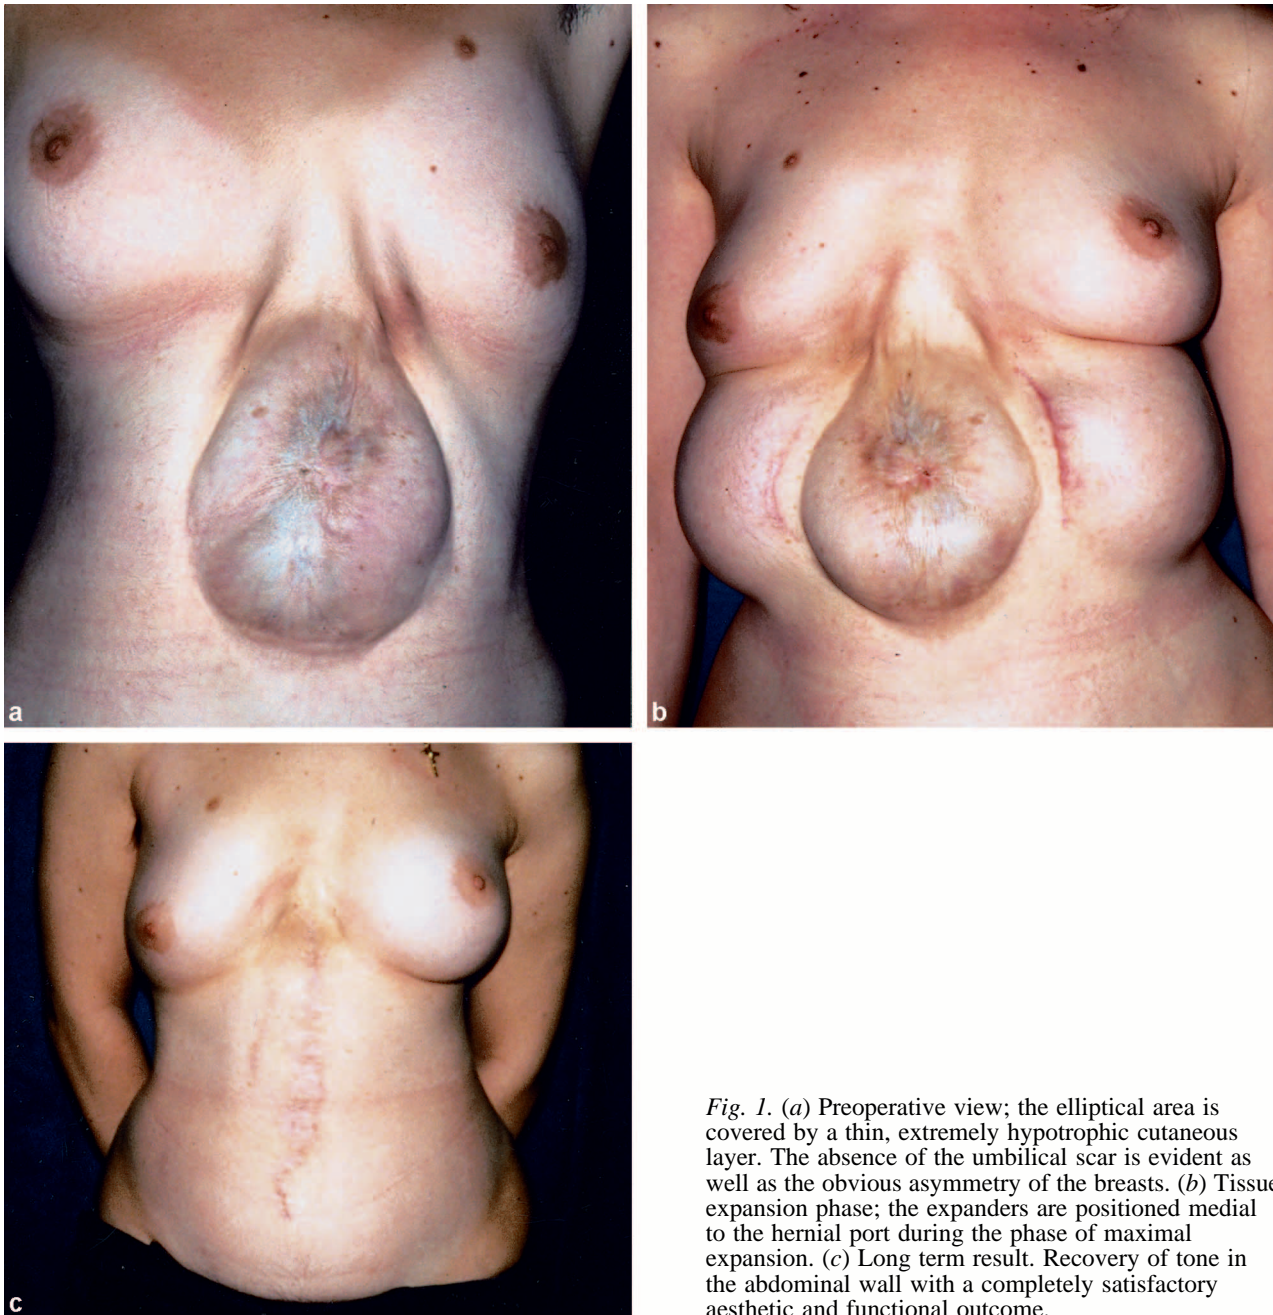 a
b
c
Fig. 1. (a) Preoperative view; the elliptical area is
covered by a thin, extremely hypotrophic cutaneous
layer. The absence of the umbilical scar is evident as
well as the obvious asymmetry of the breasts. (b) Tissue
expansion phase; the expanders are positioned medial
to the hernial port during the phase of maximal
expansion. (c) Long term result. Recovery of tone in
the abdominal wall with a completely satisfactory
aesthetic and functional outcome.